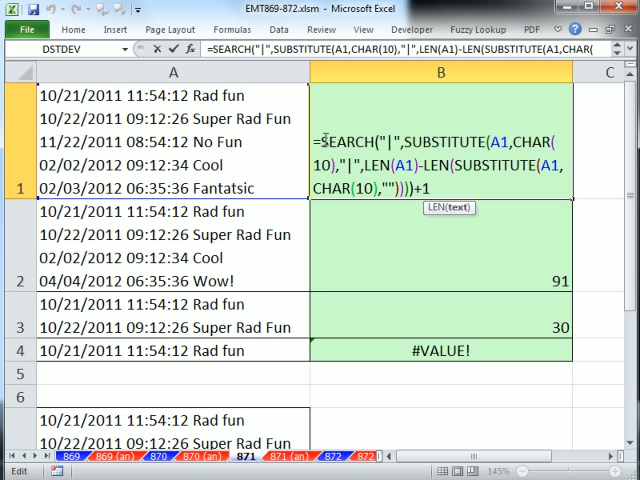 EMT869-872.xlsm - Microsoft Excel
File Home Insert Page Layout Formulas Data Review View Developer Fuzzy Lookup PDF
DSTDEV =SEARCH("|",SUBSTITUTE(A1,CHAR(10),"|",LEN(A1)-LEN(SUBSTITUTE(A1,CHAR(
A B C
1
10/21/2011 11:54:12 Rad fun
10/22/2011 09:12:26 Super Rad Fun
11/22/2011 08:54:12 No Fun
02/02/2012 09:12:34 Cool
02/03/2012 06:35:36 Fantatsic
=SEARCH("|",SUBSTITUTE(A1,CHAR(
10),"|",LEN(A1)-LEN(SUBSTITUTE(A1,
CHAR(10),""))))+1
LEN(text)
2
10/21/2011 11:54:12 Rad fun
10/22/2011 09:12:26 Super Rad Fun
02/02/2012 09:12:34 Cool
04/04/2012 06:35:36 Wow!
91
3
10/21/2011 11:54:12 Rad fun
10/22/2011 09:12:26 Super Rad Fun
30
4 10/21/2011 11:54:12 Rad fun #VALUE!
5
6
10/21/2011 11:54:12 Rad fun
10/22/2011 09:12:26 Super Rad Fun
869 869 (an) 870 870 (an) 871 871 (an) 872 872
Edit 145%